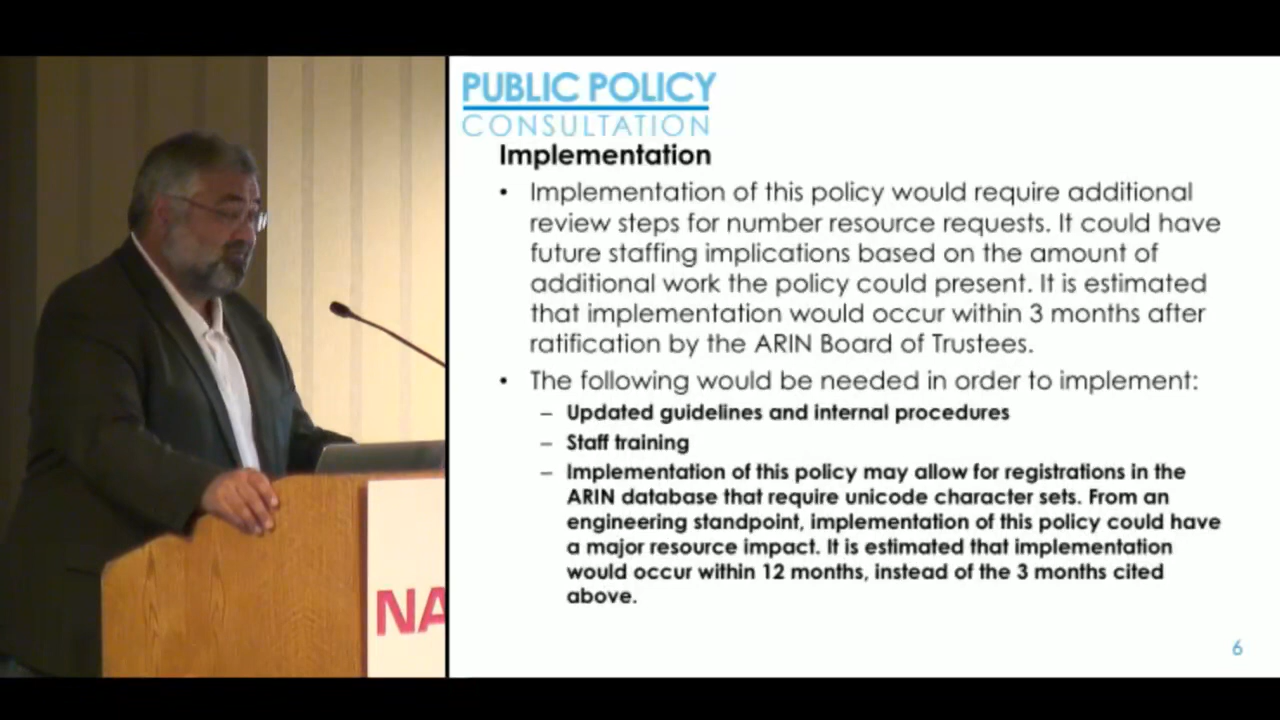 PUBLIC POLICY
CONSULTATION
Implementation
• Implementation of this policy would require additional
review steps for number resource requests. It could have
future staffing implications based on the amount of
additional work the policy could present. It is estimated
that implementation would occur within 3 months after
ratification by the ARIN Board of Trustees.
• The following would be needed in order to implement:
– Updated guidelines and internal procedures
– Staff training
– Implementation of this policy may allow for registrations in the
ARIN database that require unicode character sets. From an
engineering standpoint, implementation of this policy could have
a major resource impact. It is estimated that implementation
would occur within 12 months, instead of the 3 months cited
above.
NA
6